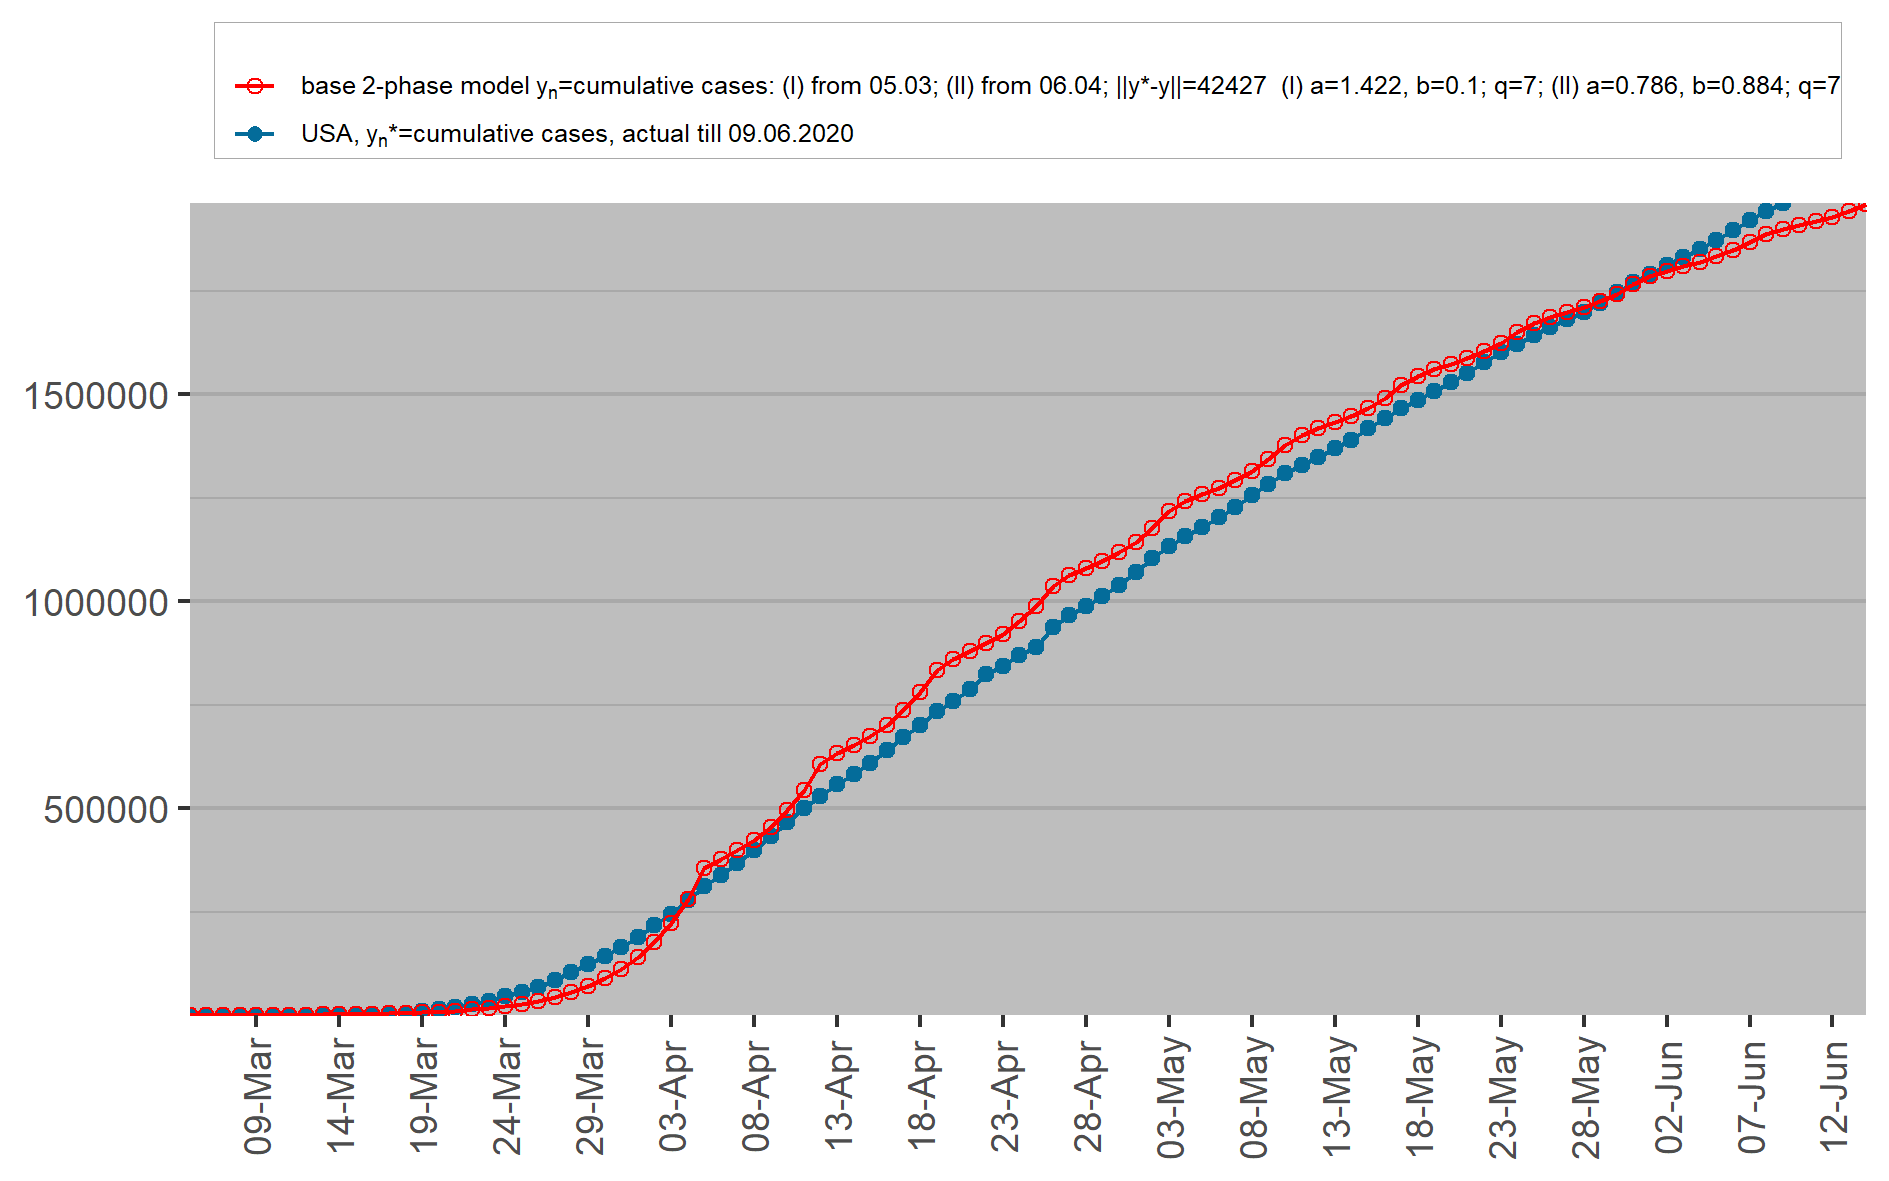 base 2-phase model yn=cumulative cases: (I) from 05.03; (II) from 06.04; ||y*-y||=42427  (I) a=1.422, b=0.1; q=7; (II) a=0.786, b=0.884; q=7
USA, yn*=cumulative cases, actual till 09.06.2020
1500000
1000000
500000
09-Mar
14-Mar
19-Mar
24-Mar
29-Mar
03-Apr
08-Apr
13-Apr
18-Apr
23-Apr
28-Apr
03-May
08-May
13-May
18-May
23-May
28-May
02-Jun
07-Jun
12-Jun